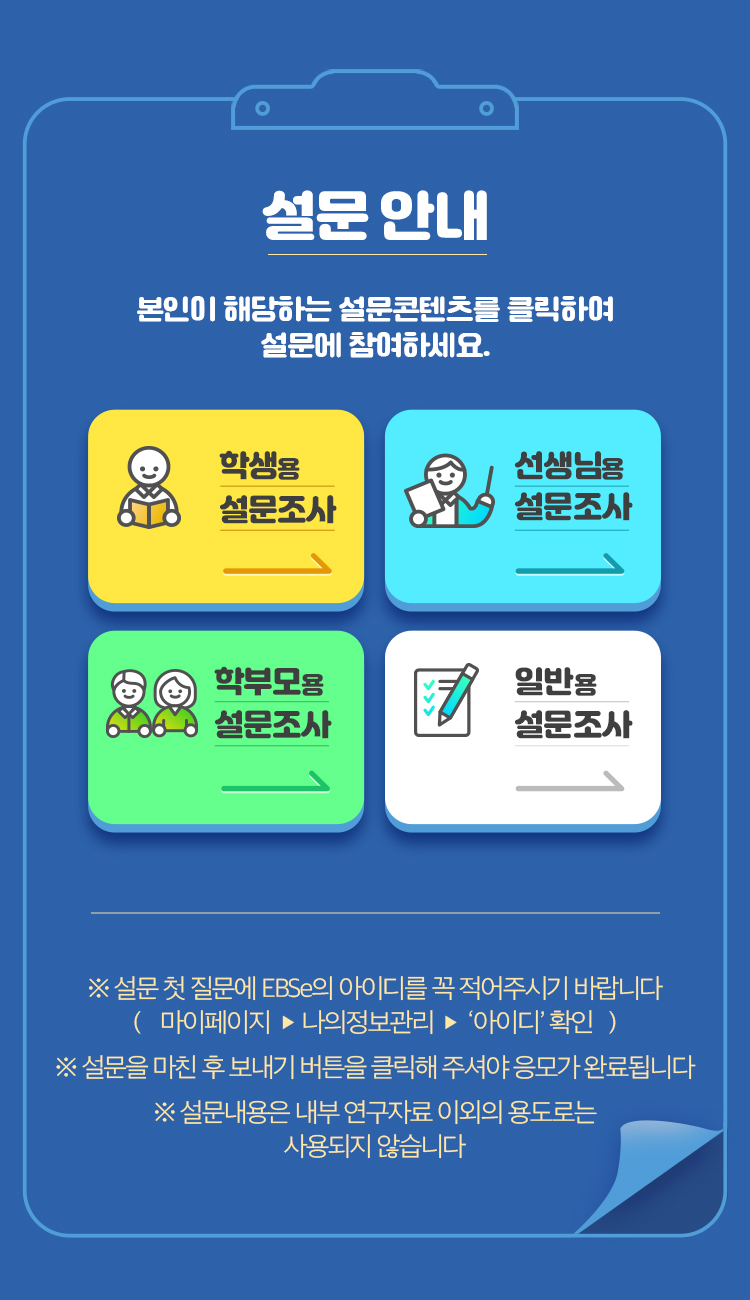 설문 안내
본인이 해당하는 설문콘텐츠를 클릭하여
설문에 참여하세요.
학생용
설문조사
선생님용
설문조사
학부모용
설문조사
일반용
설문조사
※ 설문 첫 질문에 EBSe의 아이디를 꼭 적어주시기 바랍니다
( 마이페이지 ▶ 나의정보관리 ▶ ‘아이디’ 확인 )
※ 설문을 마친 후 보내기 버튼을 클릭해 주셔야 응모가 완료됩니다
※ 설문내용은 내부 연구자료 이외의 용도로는
사용되지 않습니다